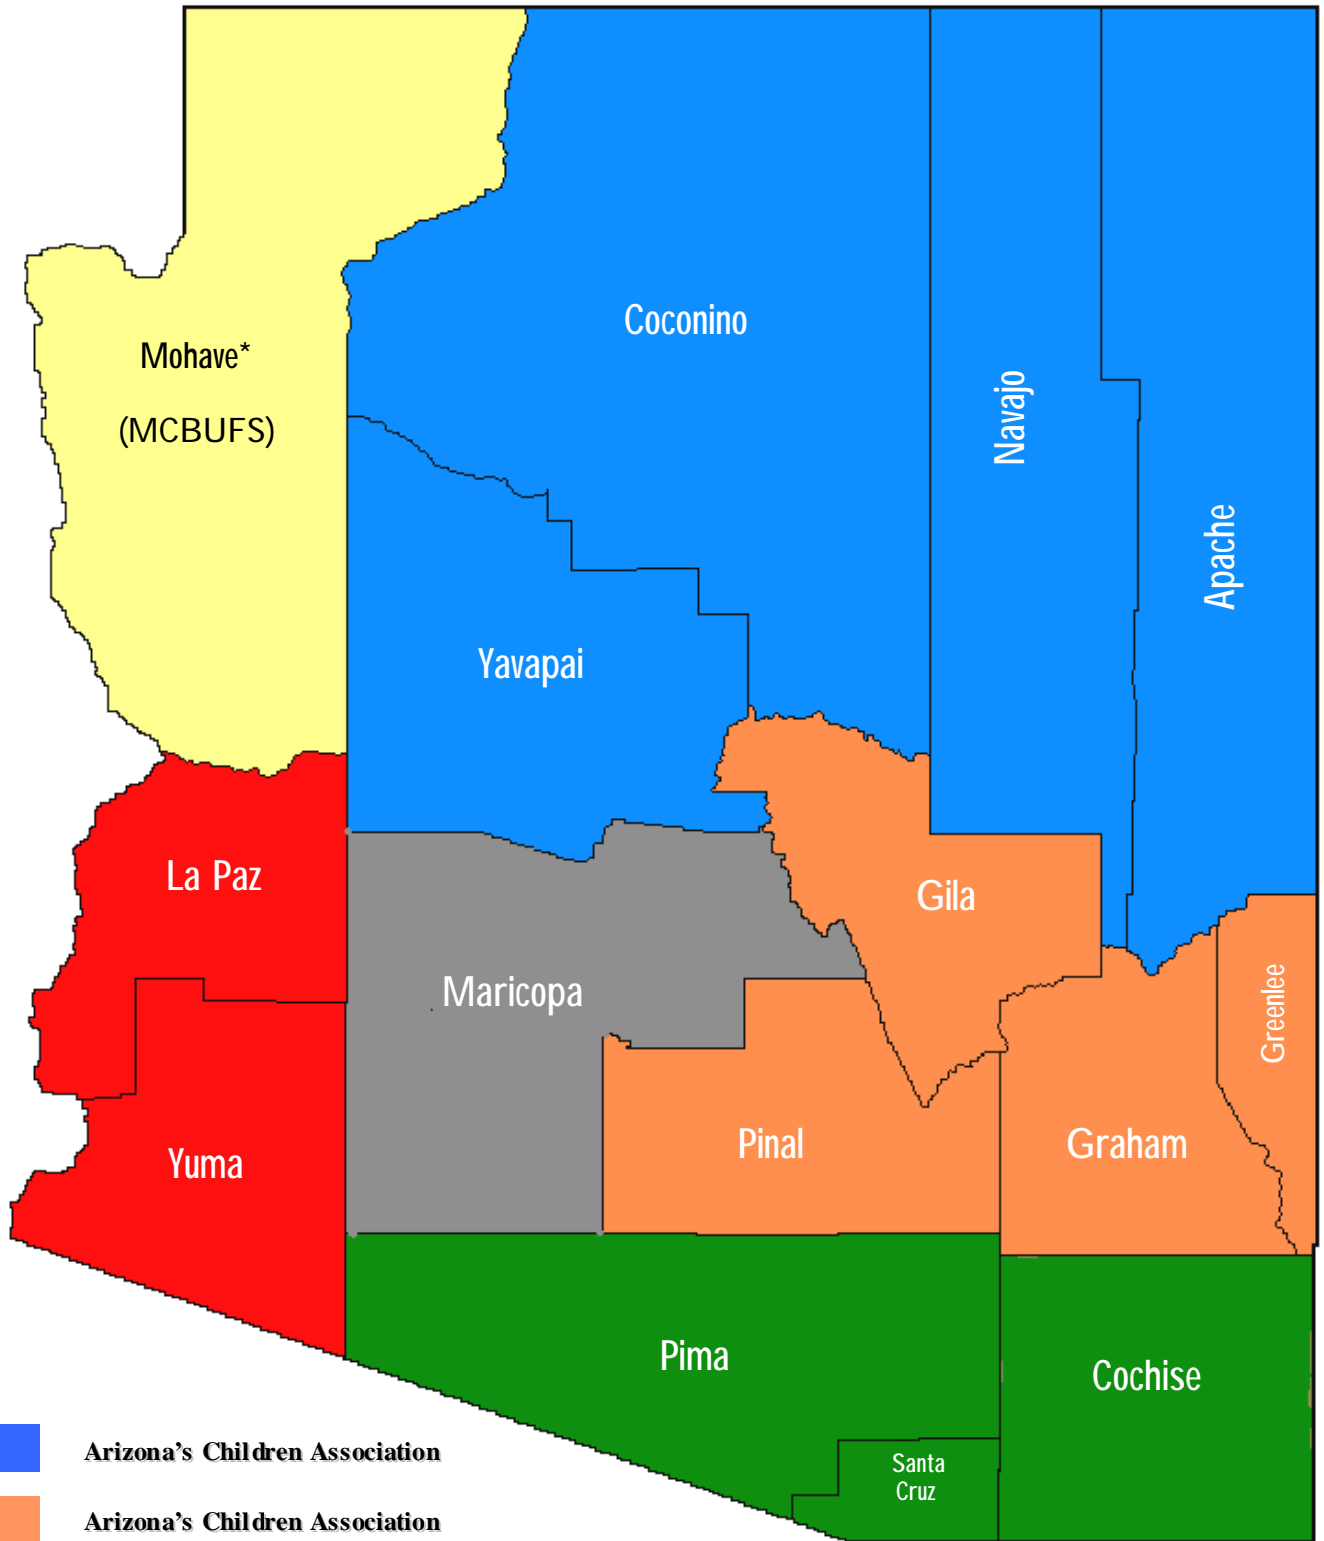 Coconino
Mohave*
Navajo
(MCBUFS)
Apache
Yavapai
La Paz
Gila
Maricopa
Greenlee
Pinal
Graham
Yuma
Pima
Cochise
Santa
Cruz
Arizona's Children Association
Arizona's Children Association